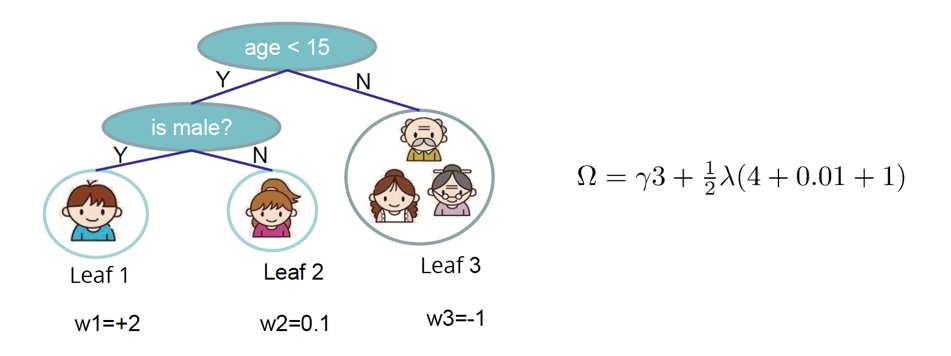 age < 15
Y
N
is male?
Y
N
Leaf 1
Leaf 2
Leaf 3
w1=+2
w2=0.1
w3=-1
Ω = γ3 + ½λ(4 + 0.01 + 1)